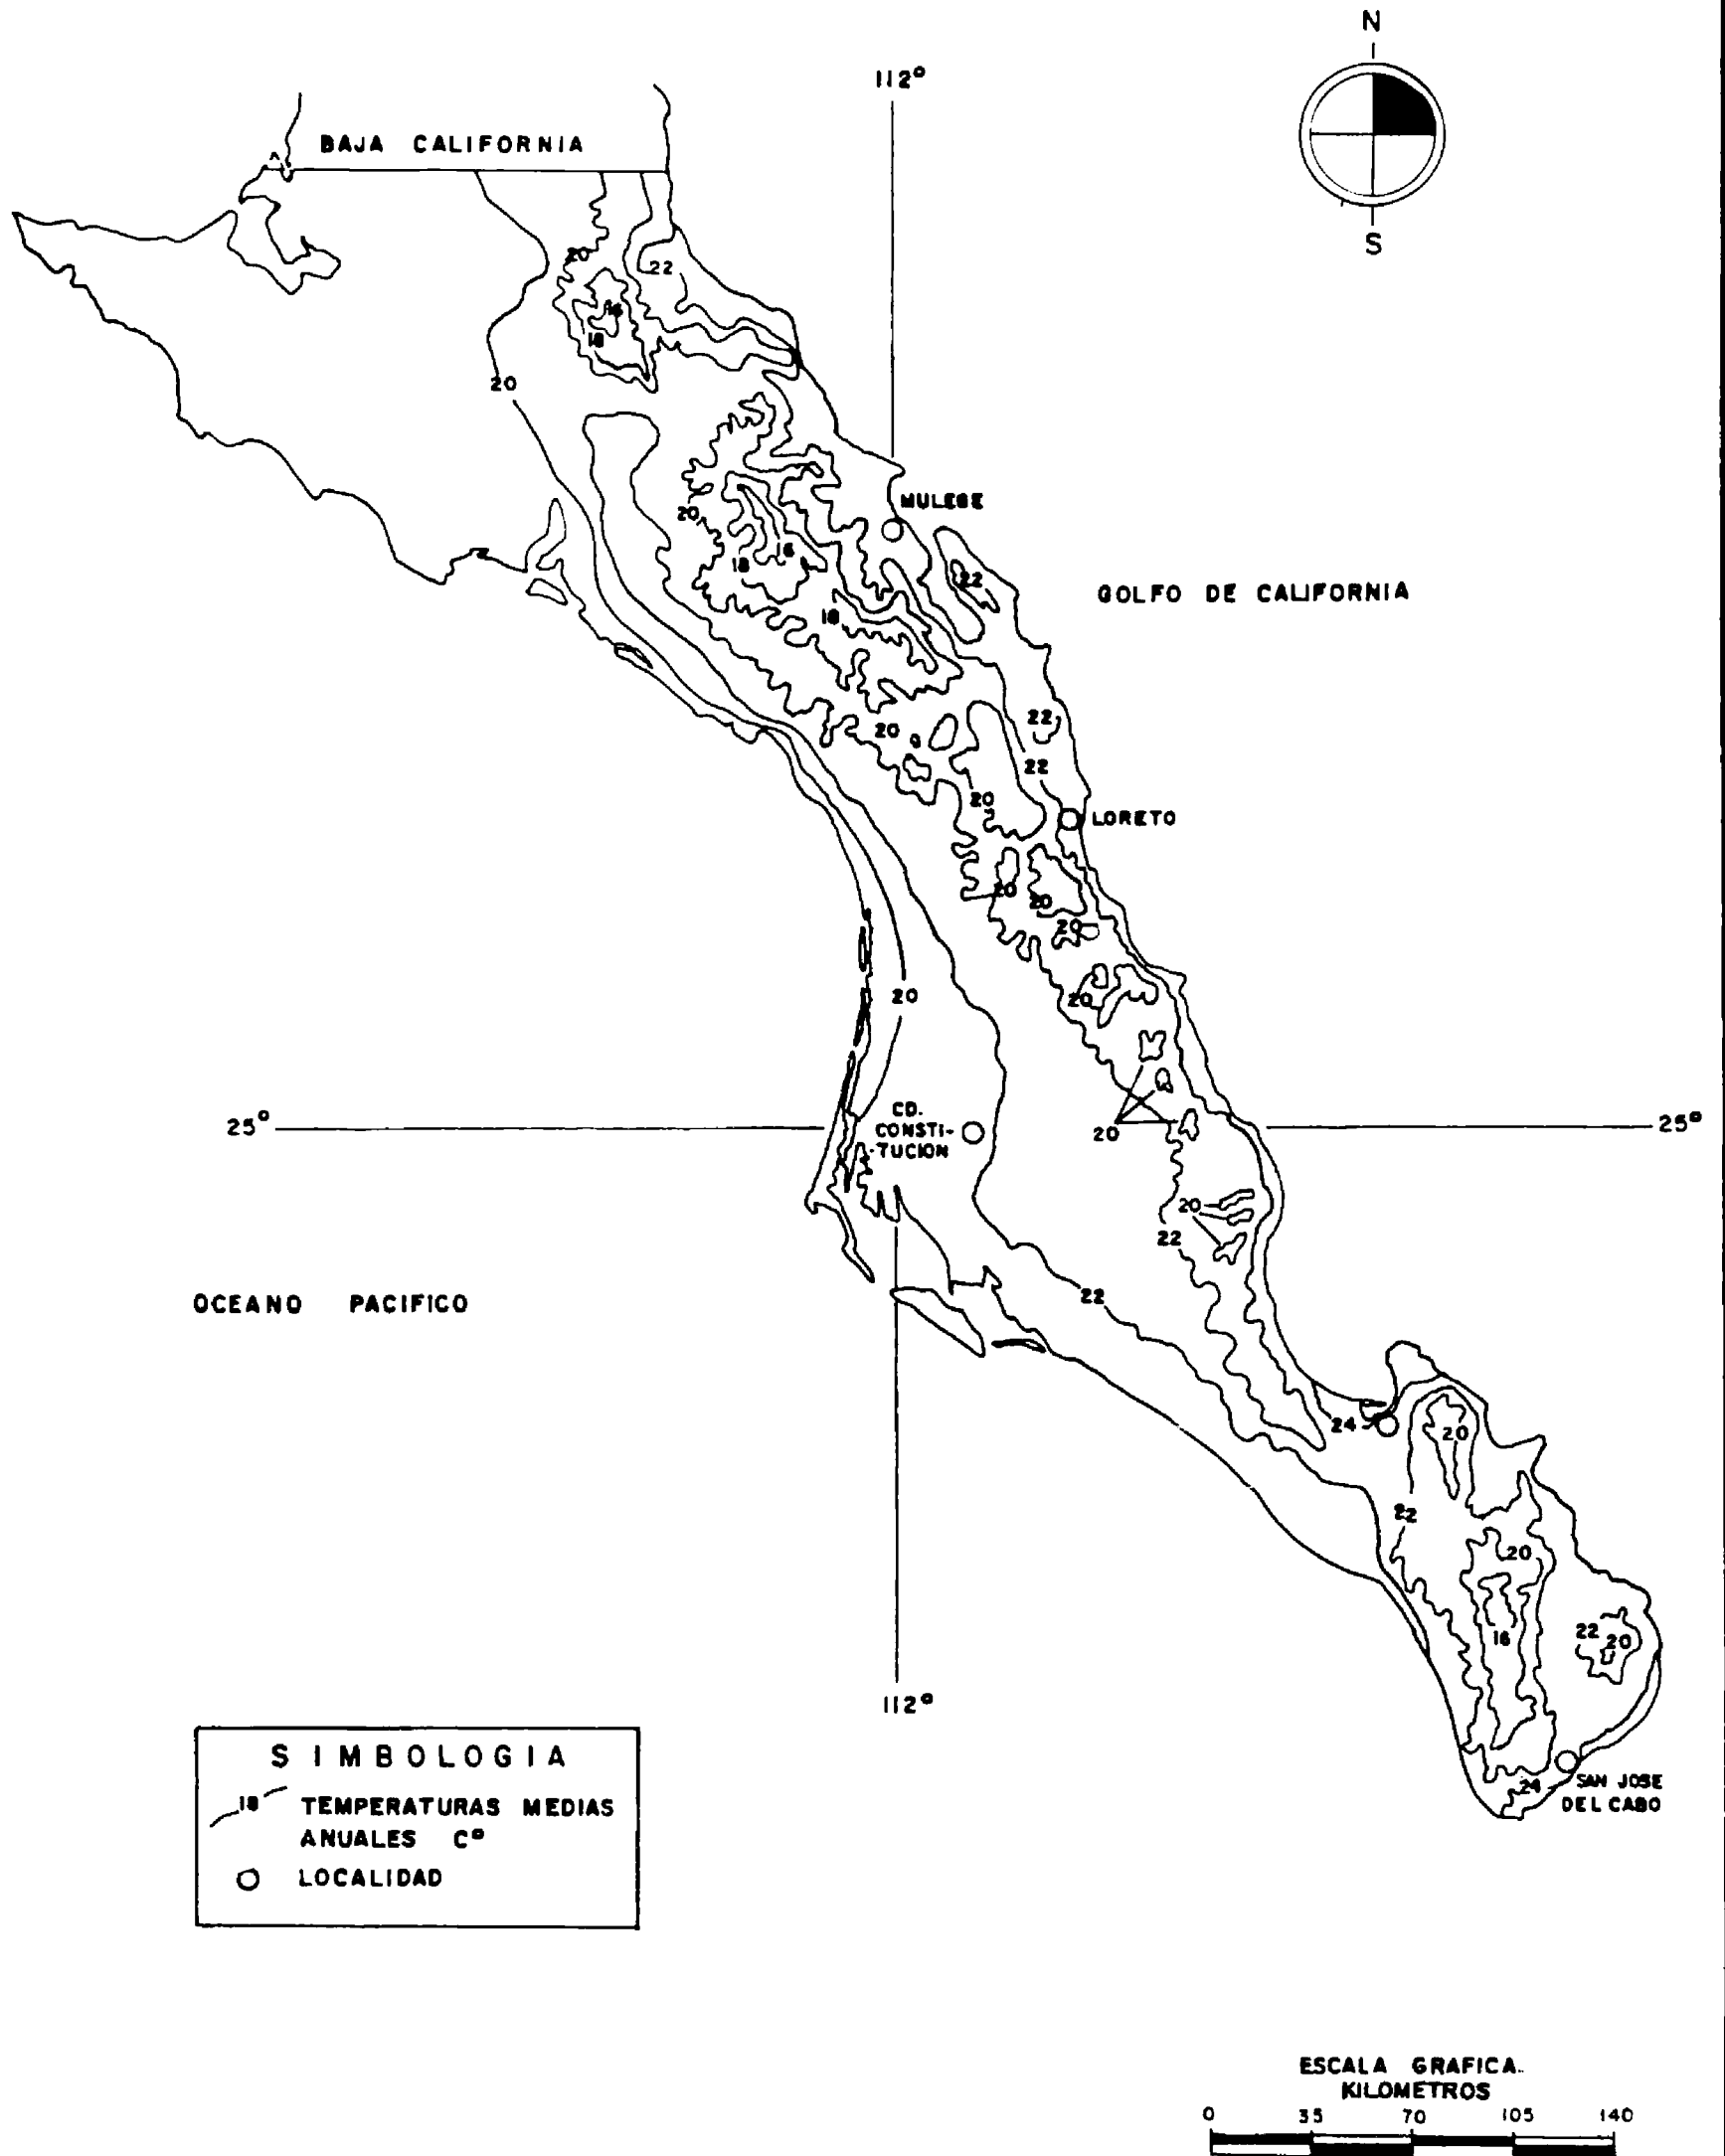 N
112°
BAJA CALIFORNIA
S
20
22
16
18
20
MULEGE
20
16
18
22
GOLFO DE CALIFORNIA
18
22
20
22
20
LORETO
20
20
20
20
20
25°
CD.
CONSTI-
TUCION
25°
20
20
22
22
OCEANO PACIFICO
24
20
22
20
22
20
16
112°
24
SAN JOSE
DEL CABO
SIMBOLOGIA
18 TEMPERATURAS MEDIAS
ANUALES C°
LOCALIDAD
ESCALA GRAFICA.
KILOMETROS
0 35 70 105 140